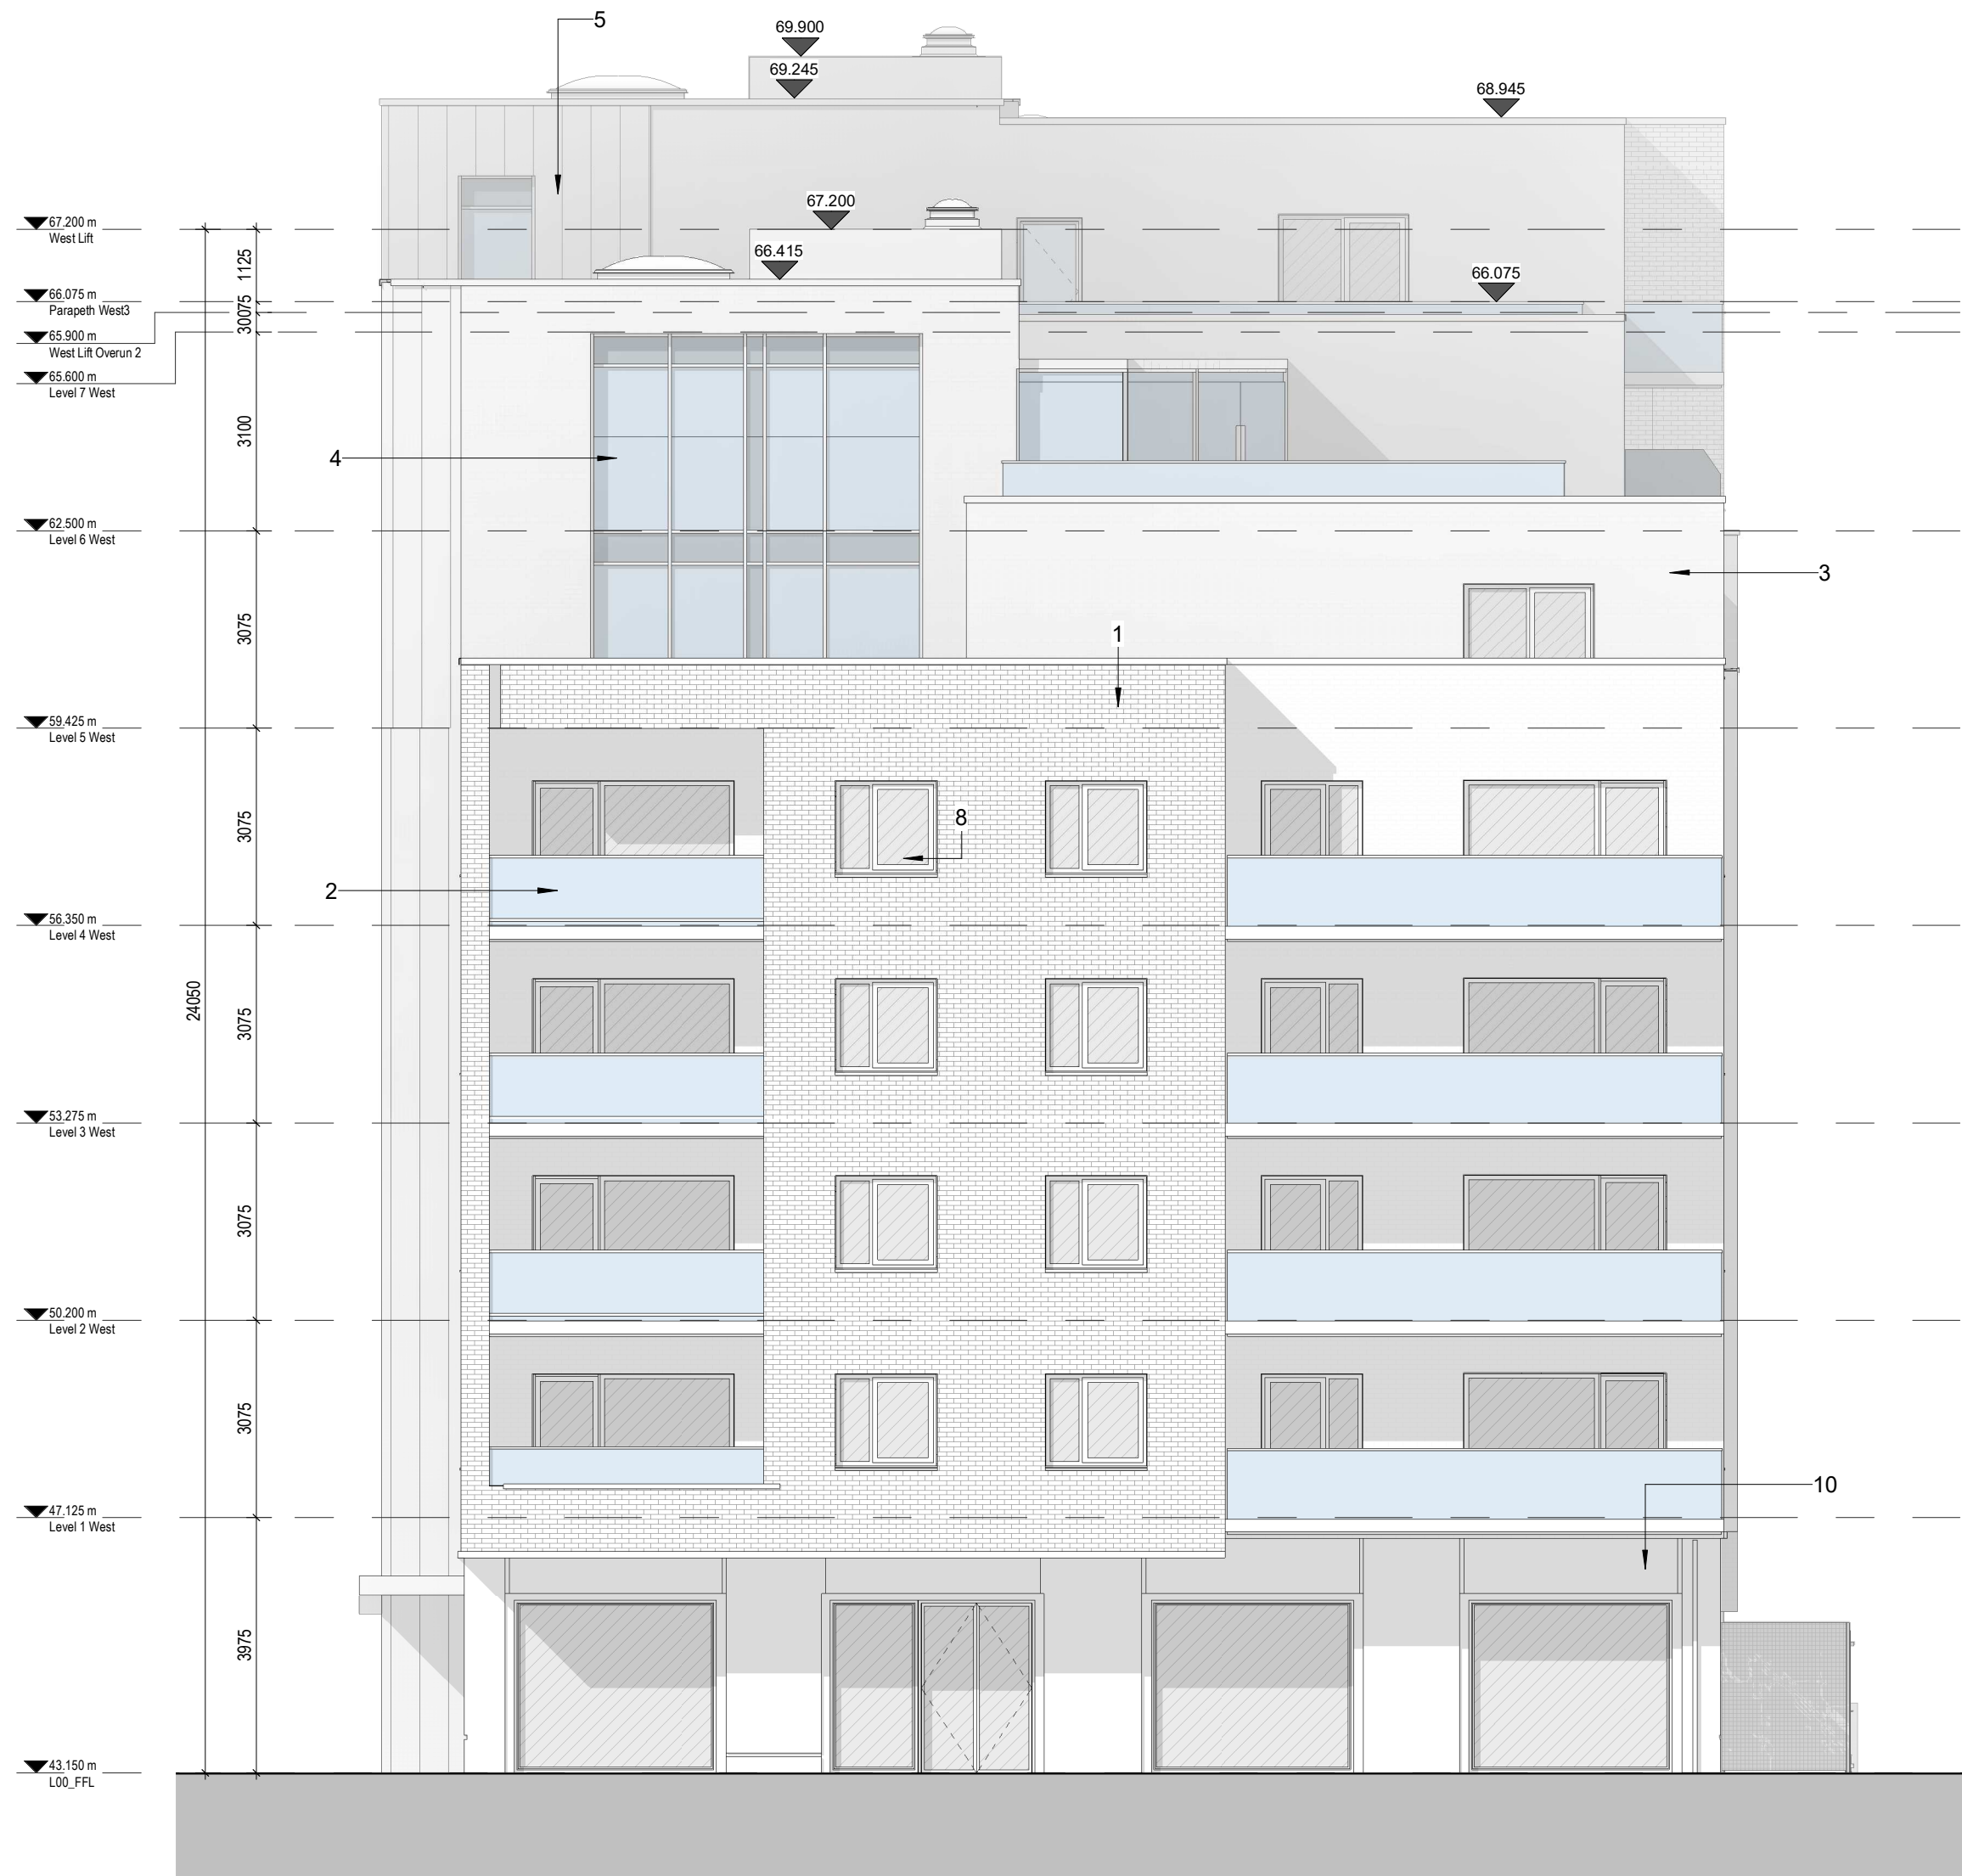 5
69.900
69.245
68.945
67.200
66.415
66.075
67.200 m
West Lift
1125
66.075 m
Parapeth West3
65.900 m
West Lift Overun 2
65.600 m
Level 7 West
3100
4
62.500 m
Level 6 West
3
3075
1
59.425 m
Level 5 West
3075
8
2
56.350 m
Level 4 West
24050
3075
53.275 m
Level 3 West
3075
50.200 m
Level 2 West
3075
10
47.125 m
Level 1 West
3975
43.150 m
L00_FFL